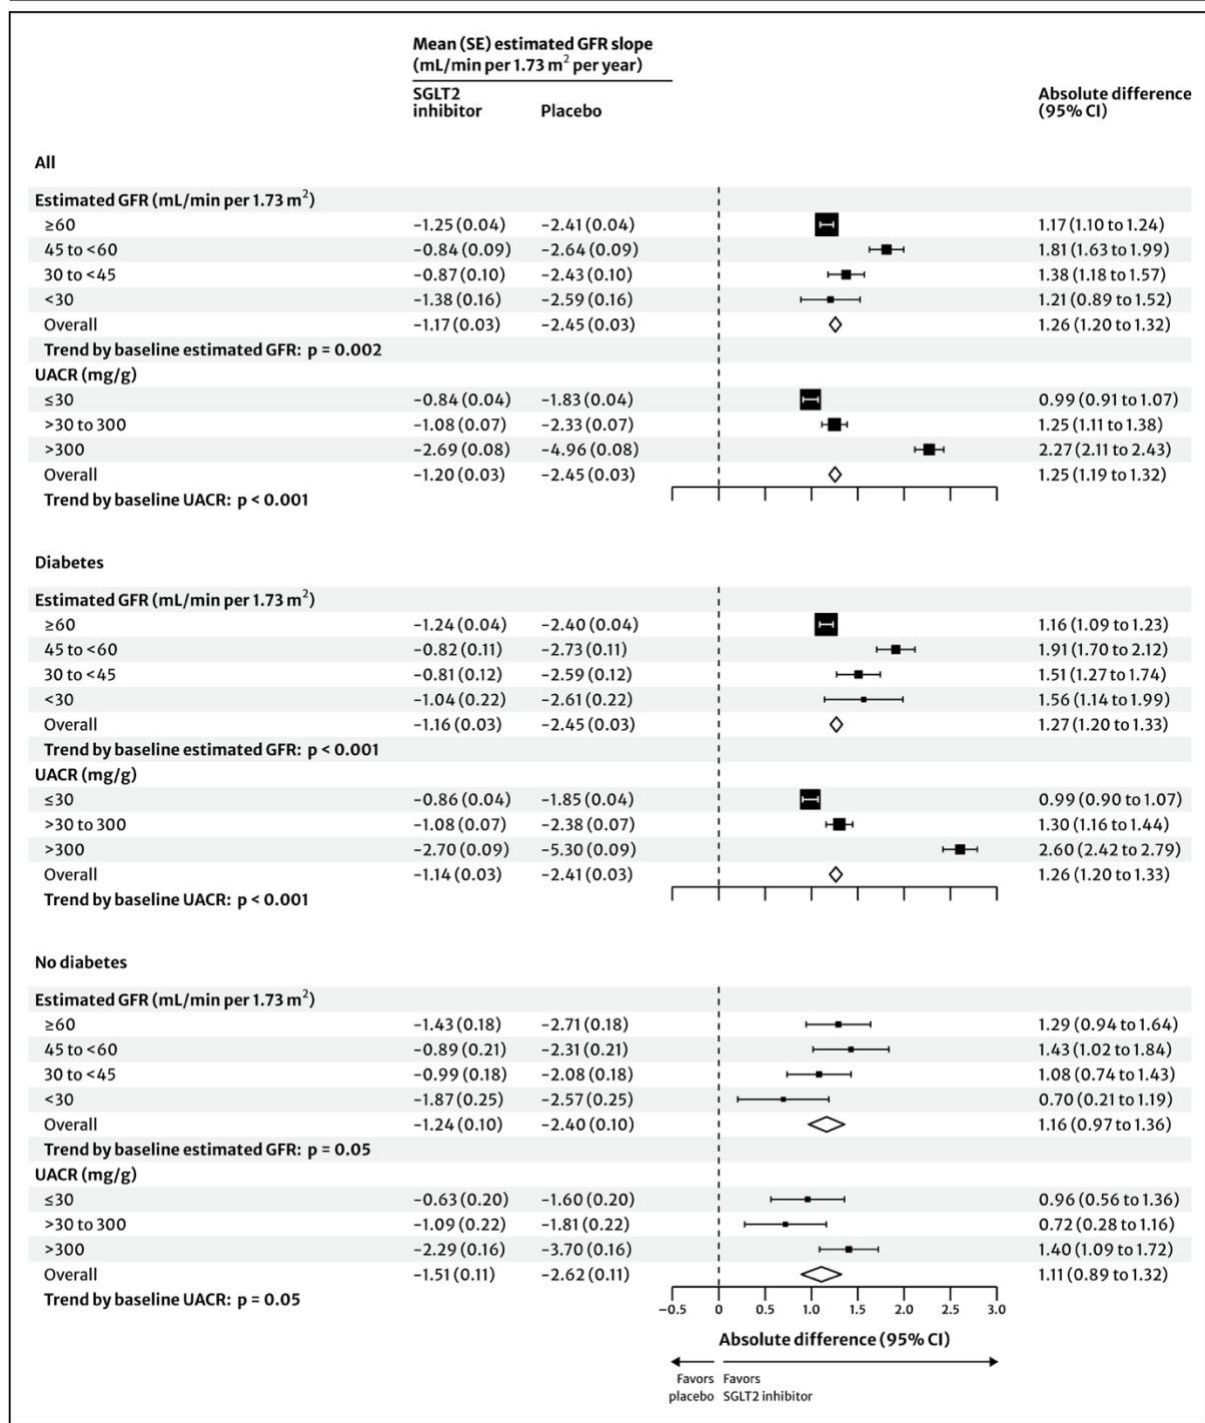 Mean (SE) estimated GFR slope
(mL/min per 1.73 m² per year)
SGLT2 inhibitor Placebo Absolute difference (95% CI)
All
Estimated GFR (mL/min per 1.73 m²)
≥60 −1.25 (0.04) −2.41 (0.04) 1.17 (1.10 to 1.24)
45 to <60 −0.84 (0.09) −2.64 (0.09) 1.81 (1.63 to 1.99)
30 to <45 −0.87 (0.10) −2.43 (0.10) 1.38 (1.18 to 1.57)
<30 −1.38 (0.16) −2.59 (0.16) 1.21 (0.89 to 1.52)
Overall −1.17 (0.03) −2.45 (0.03) 1.26 (1.20 to 1.32)
Trend by baseline estimated GFR: p = 0.002
UACR (mg/g)
≤30 −0.84 (0.04) −1.83 (0.04) 0.99 (0.91 to 1.07)
>30 to 300 −1.08 (0.07) −2.33 (0.07) 1.25 (1.11 to 1.38)
>300 −2.69 (0.08) −4.96 (0.08) 2.27 (2.11 to 2.43)
Overall −1.20 (0.03) −2.45 (0.03) 1.25 (1.19 to 1.32)
Trend by baseline UACR: p < 0.001
Diabetes
Estimated GFR (mL/min per 1.73 m²)
≥60 −1.24 (0.04) −2.40 (0.04) 1.16 (1.09 to 1.23)
45 to <60 −0.82 (0.11) −2.73 (0.11) 1.91 (1.70 to 2.12)
30 to <45 −0.81 (0.12) −2.59 (0.12) 1.51 (1.27 to 1.74)
<30 −1.04 (0.22) −2.61 (0.22) 1.56 (1.14 to 1.99)
Overall −1.16 (0.03) −2.45 (0.03) 1.27 (1.20 to 1.33)
Trend by baseline estimated GFR: p < 0.001
UACR (mg/g)
≤30 −0.86 (0.04) −1.85 (0.04) 0.99 (0.90 to 1.07)
>30 to 300 −1.08 (0.07) −2.38 (0.07) 1.30 (1.16 to 1.44)
>300 −2.70 (0.09) −5.30 (0.09) 2.60 (2.42 to 2.79)
Overall −1.14 (0.03) −2.41 (0.03) 1.26 (1.20 to 1.33)
Trend by baseline UACR: p < 0.001
No diabetes
Estimated GFR (mL/min per 1.73 m²)
≥60 −1.43 (0.18) −2.71 (0.18) 1.29 (0.94 to 1.64)
45 to <60 −0.89 (0.21) −2.31 (0.21) 1.43 (1.02 to 1.84)
30 to <45 −0.99 (0.18) −2.08 (0.18) 1.08 (0.74 to 1.43)
<30 −1.87 (0.25) −2.57 (0.25) 0.70 (0.21 to 1.19)
Overall −1.24 (0.10) −2.40 (0.10) 1.16 (0.97 to 1.36)
Trend by baseline estimated GFR: p = 0.05
UACR (mg/g)
≤30 −0.63 (0.20) −1.60 (0.20) 0.96 (0.56 to 1.36)
>30 to 300 −1.09 (0.22) −1.81 (0.22) 0.72 (0.28 to 1.16)
>300 −2.29 (0.16) −3.70 (0.16) 1.40 (1.09 to 1.72)
Overall −1.51 (0.11) −2.62 (0.11) 1.11 (0.89 to 1.32)
Trend by baseline UACR: p = 0.05
−0.5 0 0.5 1.0 1.5 2.0 2.5 3.0
Absolute difference (95% CI)
Favors Favors
placebo SGLT2 inhibitor